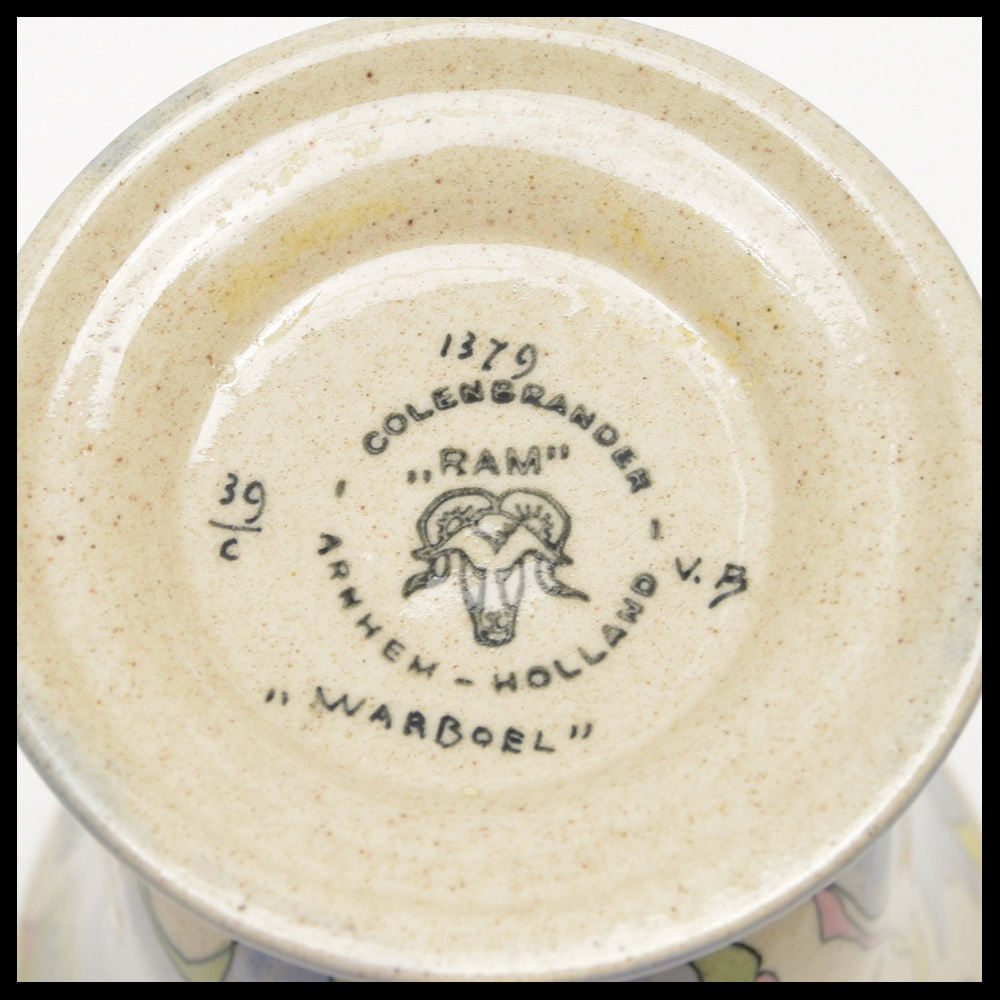 1379
COLENBRANDER
„RAM"
39
C
V. B
ARNHEM - HOLLAND
„WARBOEL"